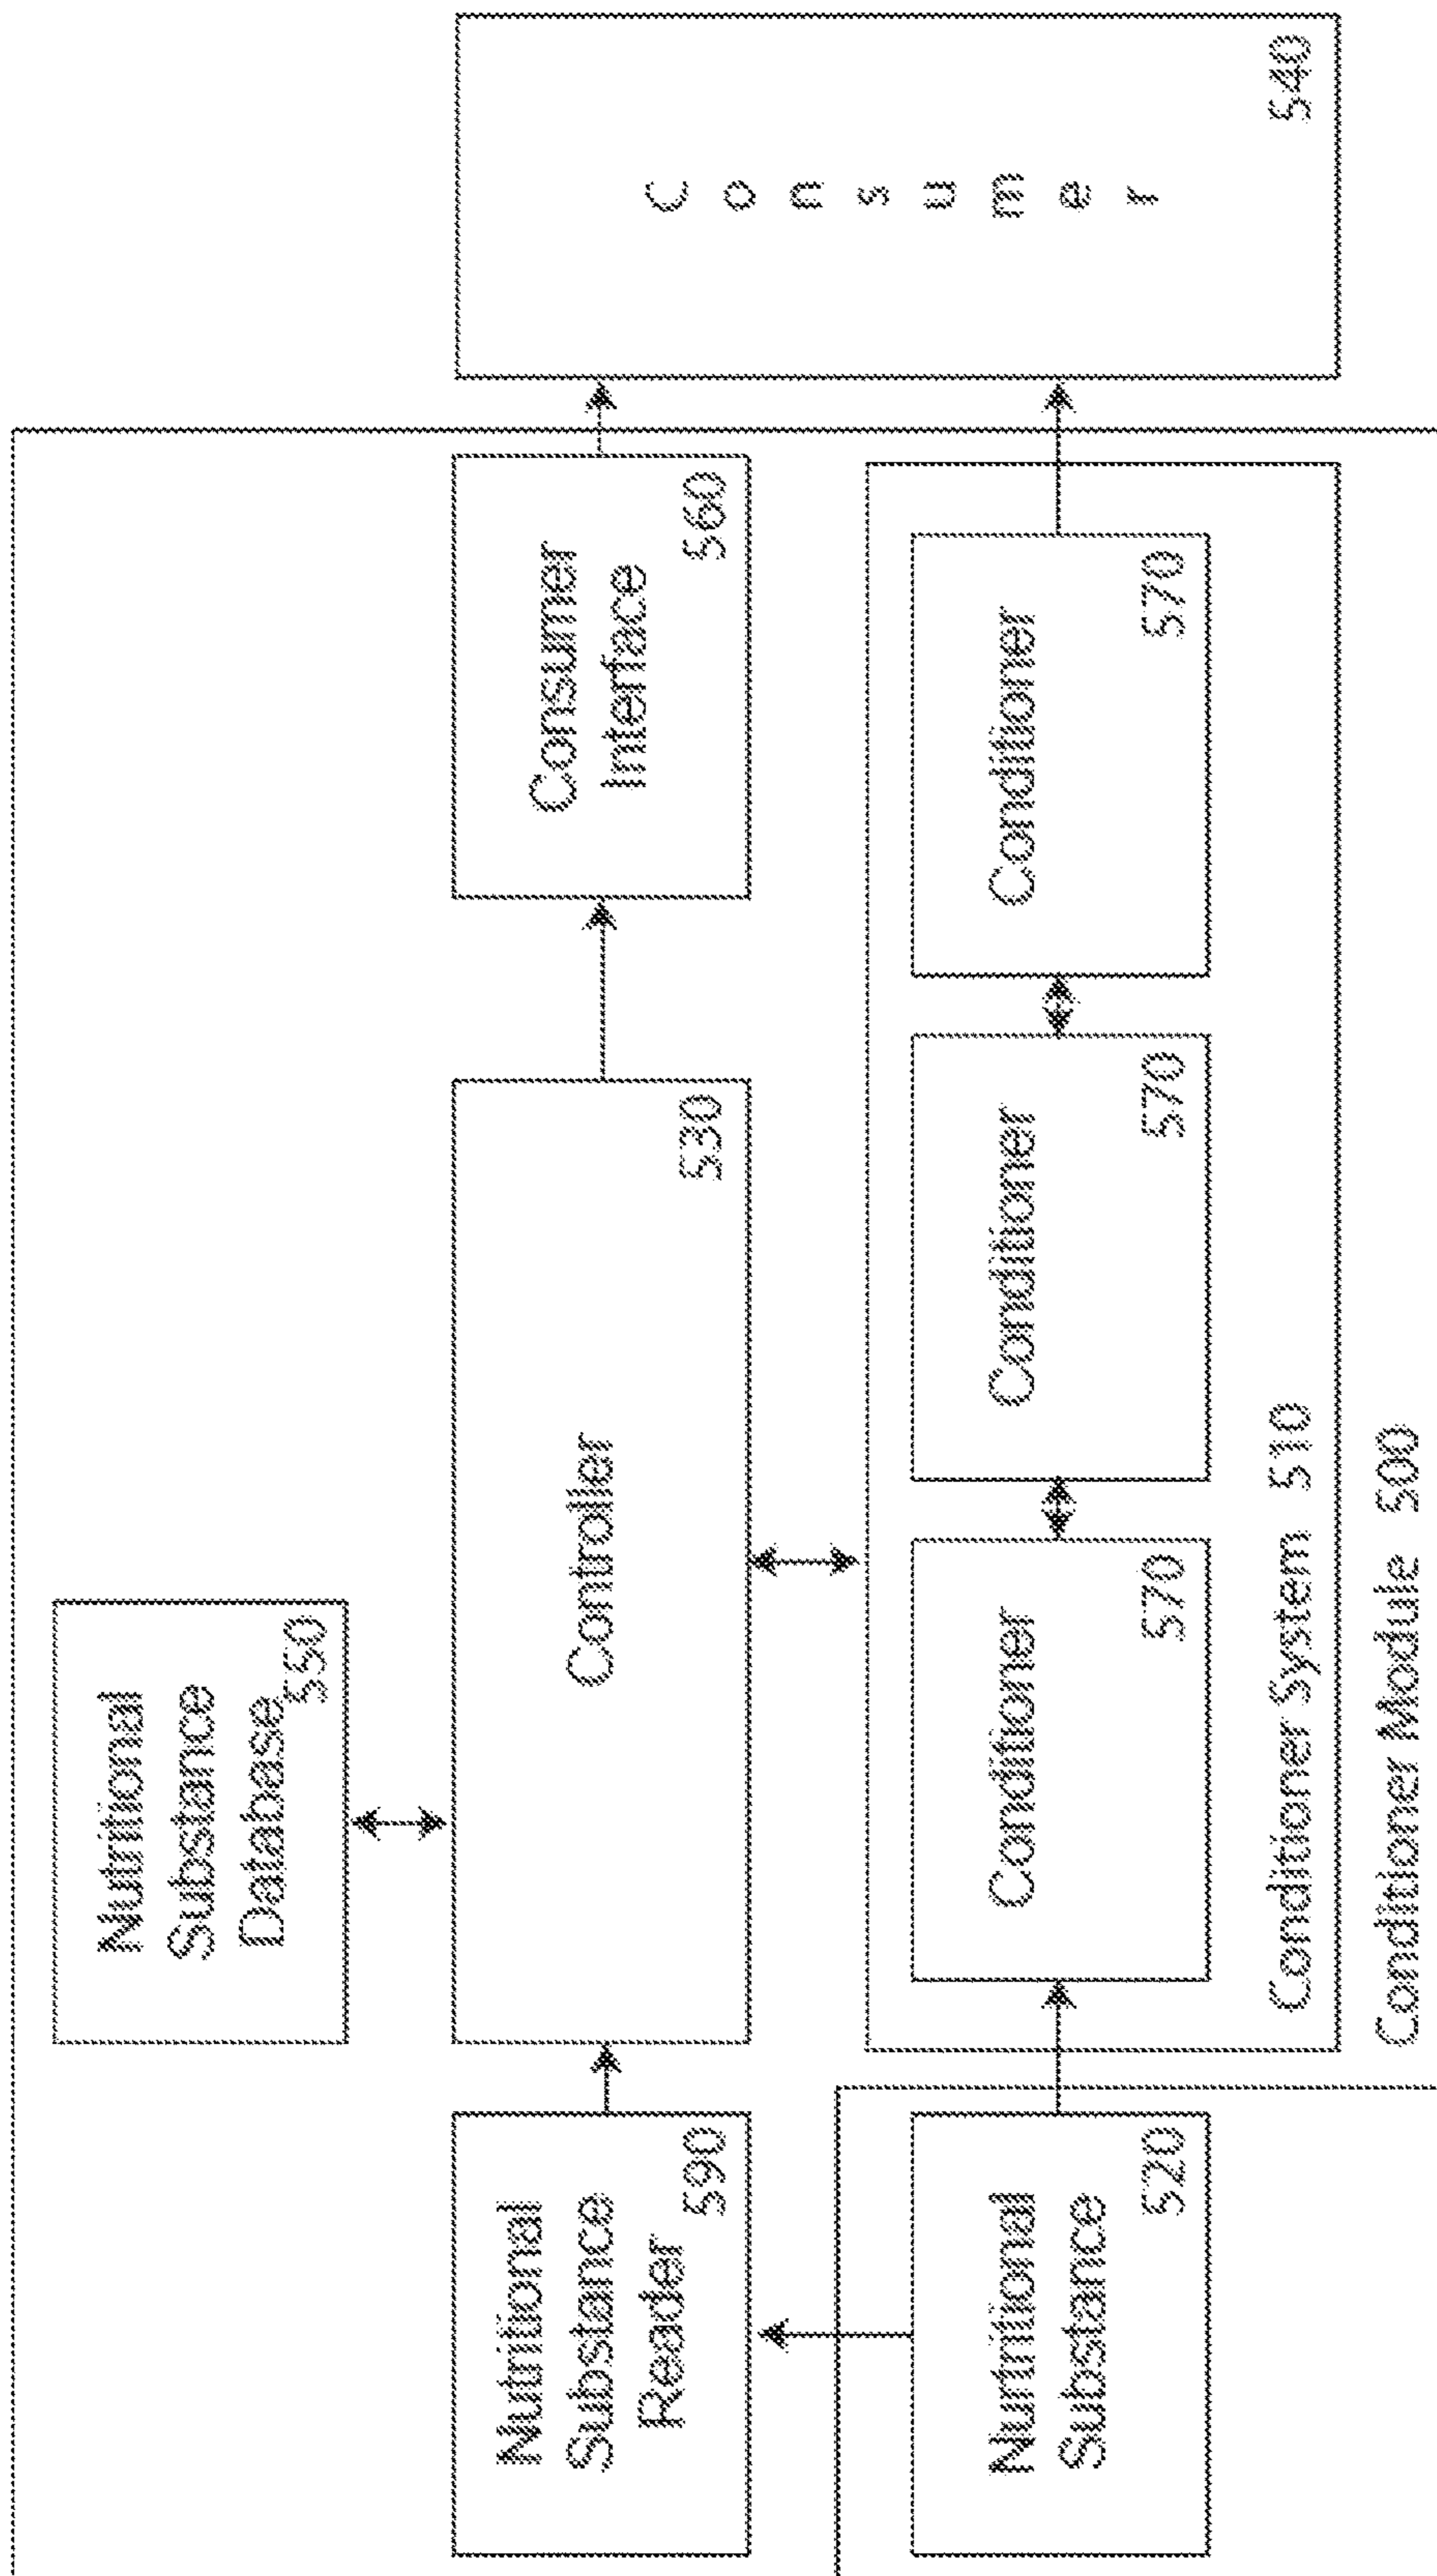 Nutritional
Substance
Database
550
Nutritional
Substance
Reader
590
Controller
530
Consumer
Interface
560
Consumer
540
Nutritional
Substance
520
Conditioner
570
Conditioner
570
Conditioner
570
Conditioner System 510
Conditioner Module 500